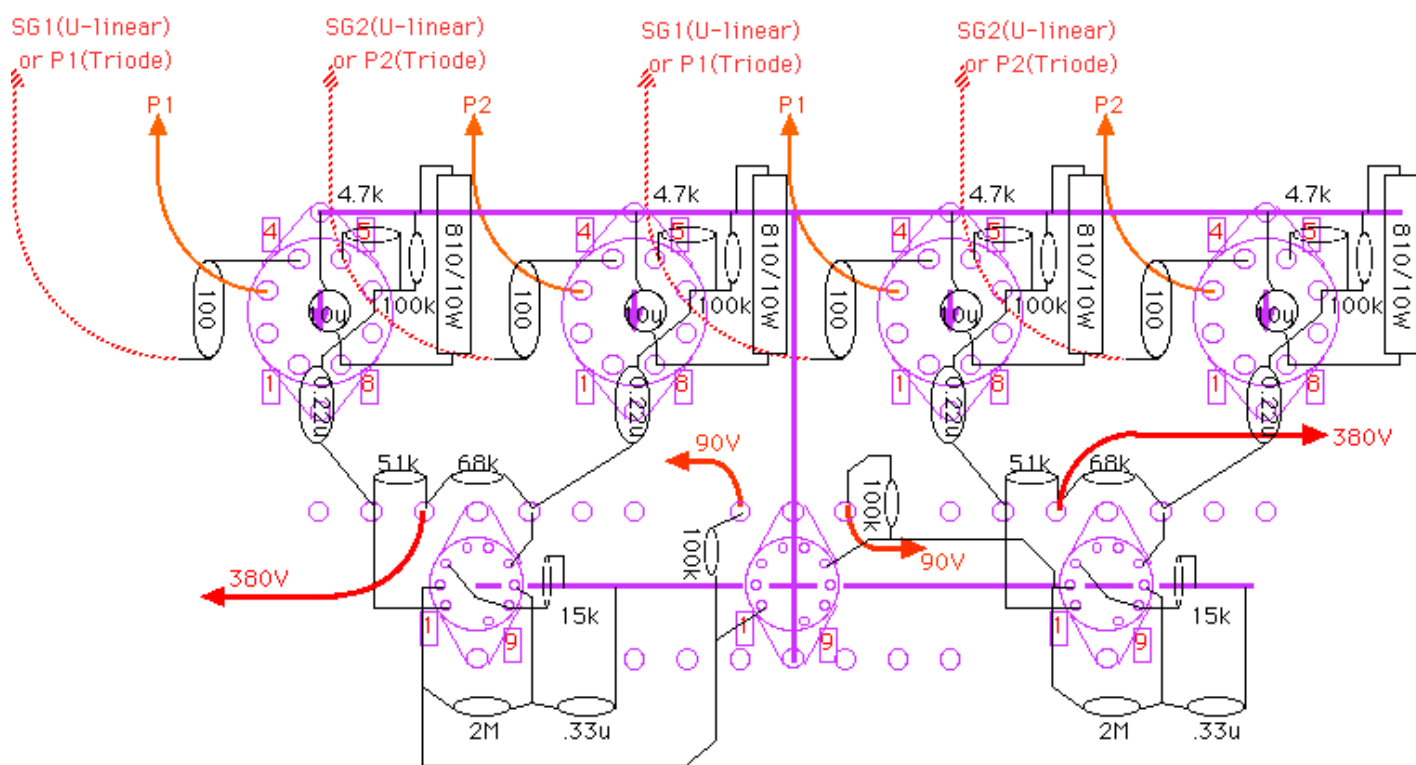 SG1(U-linear)
or P1(Triode)
SG2(U-linear)
or P2(Triode)
SG1(U-linear)
or P1(Triode)
SG2(U-linear)
or P2(Triode)
P1
P2
P1
P2
4.7k
4.7k
4.7k
4.7k
4
5
4
5
4
5
4
5
810/10W
810/10W
810/10W
810/10W
100
10u
100k
100
10u
100k
100
10u
100k
100
10u
100k
1
8
1
8
1
8
1
8
0.22u
0.22u
0.22u
0.22u
90V
380V
51k
68k
51k
68k
100k
100k
90V
380V
15k
15k
1
9
1
9
1
9
2M
.33u
2M
.33u